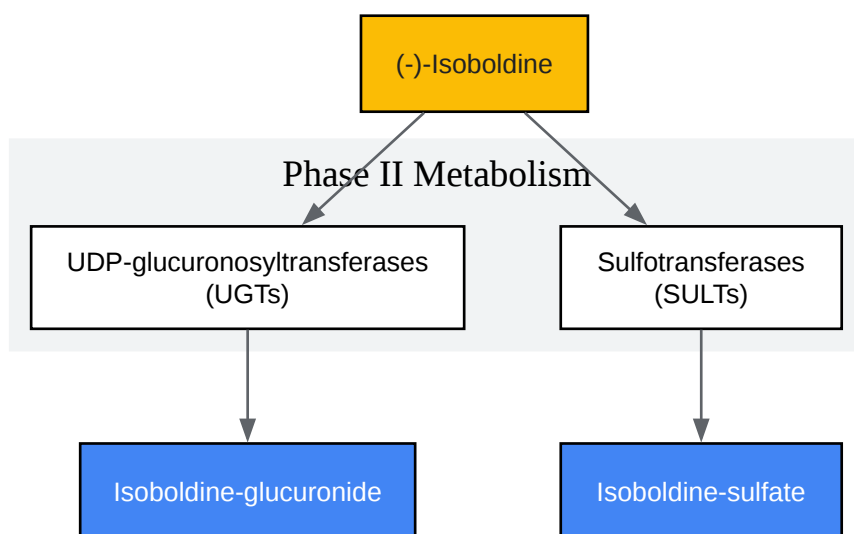 (-)-Isoboldine
Phase II Metabolism
UDP-glucuronosyltransferases
(UGTs)
Sulfotransferases
(SULTs)
Isoboldine-glucuronide
Isoboldine-sulfate